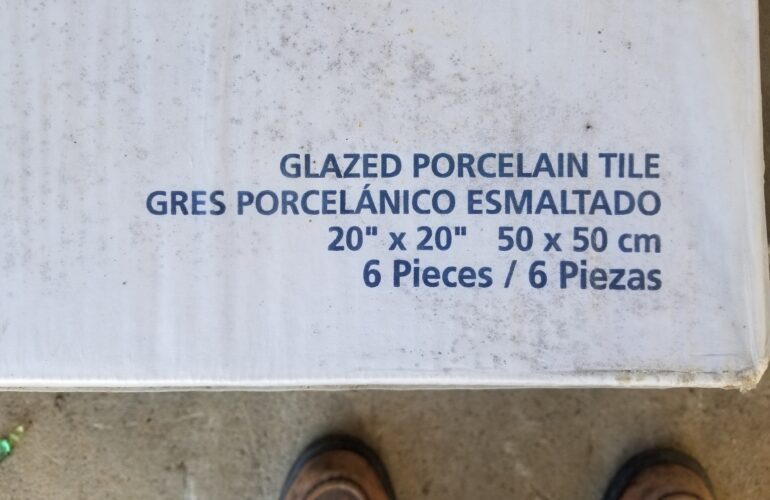 GLAZED PORCELAIN TILE
GRES PORCELÁNICO ESMALTADO
20" x 20" 50 x 50 cm
6 Pieces / 6 Piezas